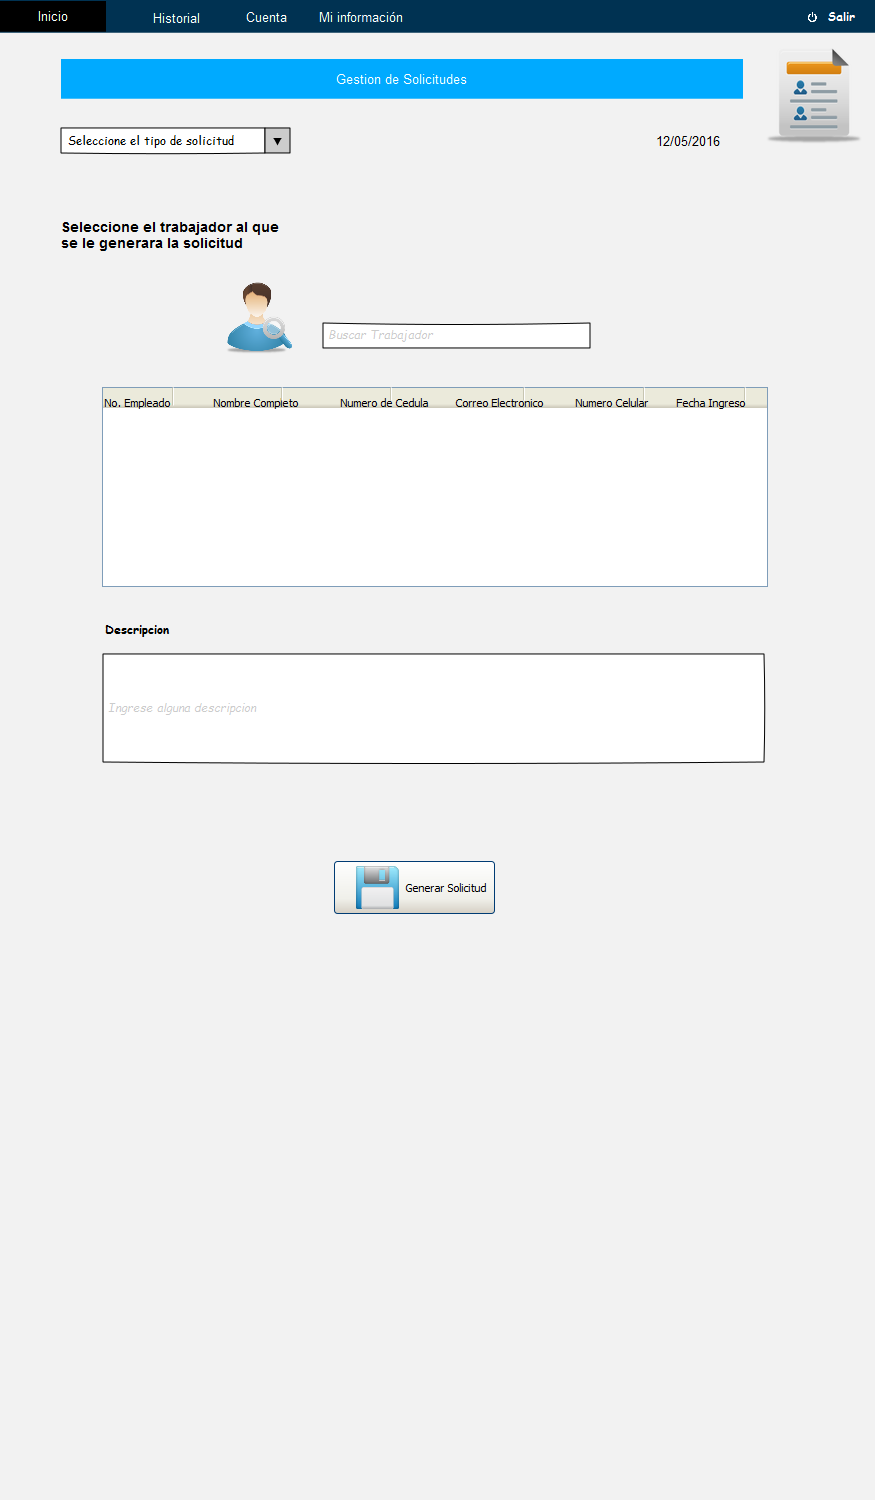 Inicio
Historial
Cuenta
Mi información
Salir
Gestion de Solicitudes
Seleccione el tipo de solicitud
12/05/2016
Seleccione el trabajador al que
se le generara la solicitud
Buscar Trabajador
No. Empleado
Nombre Completo
Numero de Cedula
Correo Electronico
Numero Celular
Fecha Ingreso
Descripcion
Ingrese alguna descripcion
Generar Solicitud